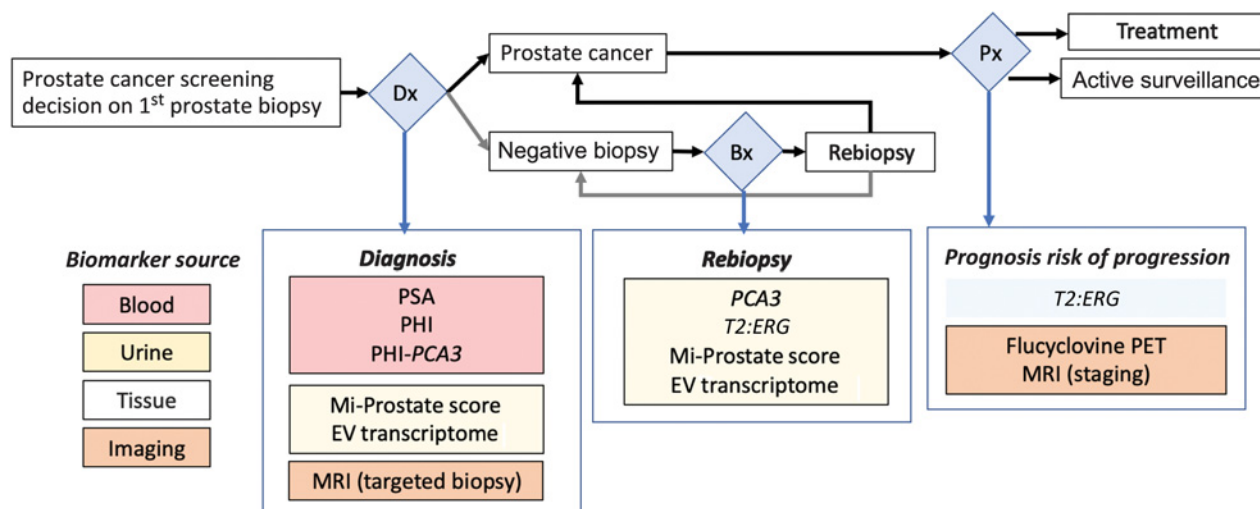 Prostate cancer screening
decision on 1st prostate biopsy
Dx
Prostate cancer
Negative biopsy
Bx
Rebiopsy
Px
Treatment
Active surveillance
Biomarker source
Blood
Urine
Tissue
Imaging
Diagnosis
PSA
PHI
PHI-PCA3
Mi-Prostate score
EV transcriptome
MRI (targeted biopsy)
Rebiopsy
PCA3
T2:ERG
Mi-Prostate score
EV transcriptome
Prognosis risk of progression
T2:ERG
Flucyclovine PET
MRI (staging)